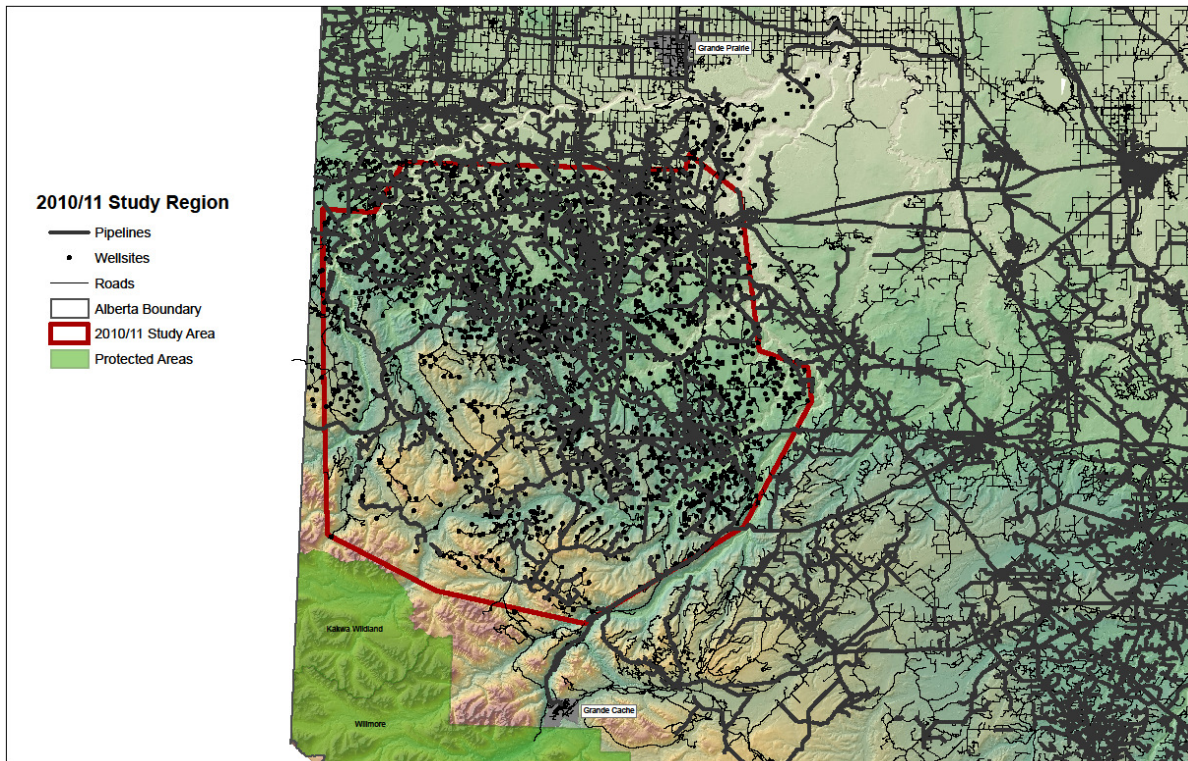 Grande Prairie
2010/11 Study Region
Pipelines
Wellsites
Roads
Alberta Boundary
2010/11 Study Area
Protected Areas
Kakwa Wildland
Grande Cache
Willmore